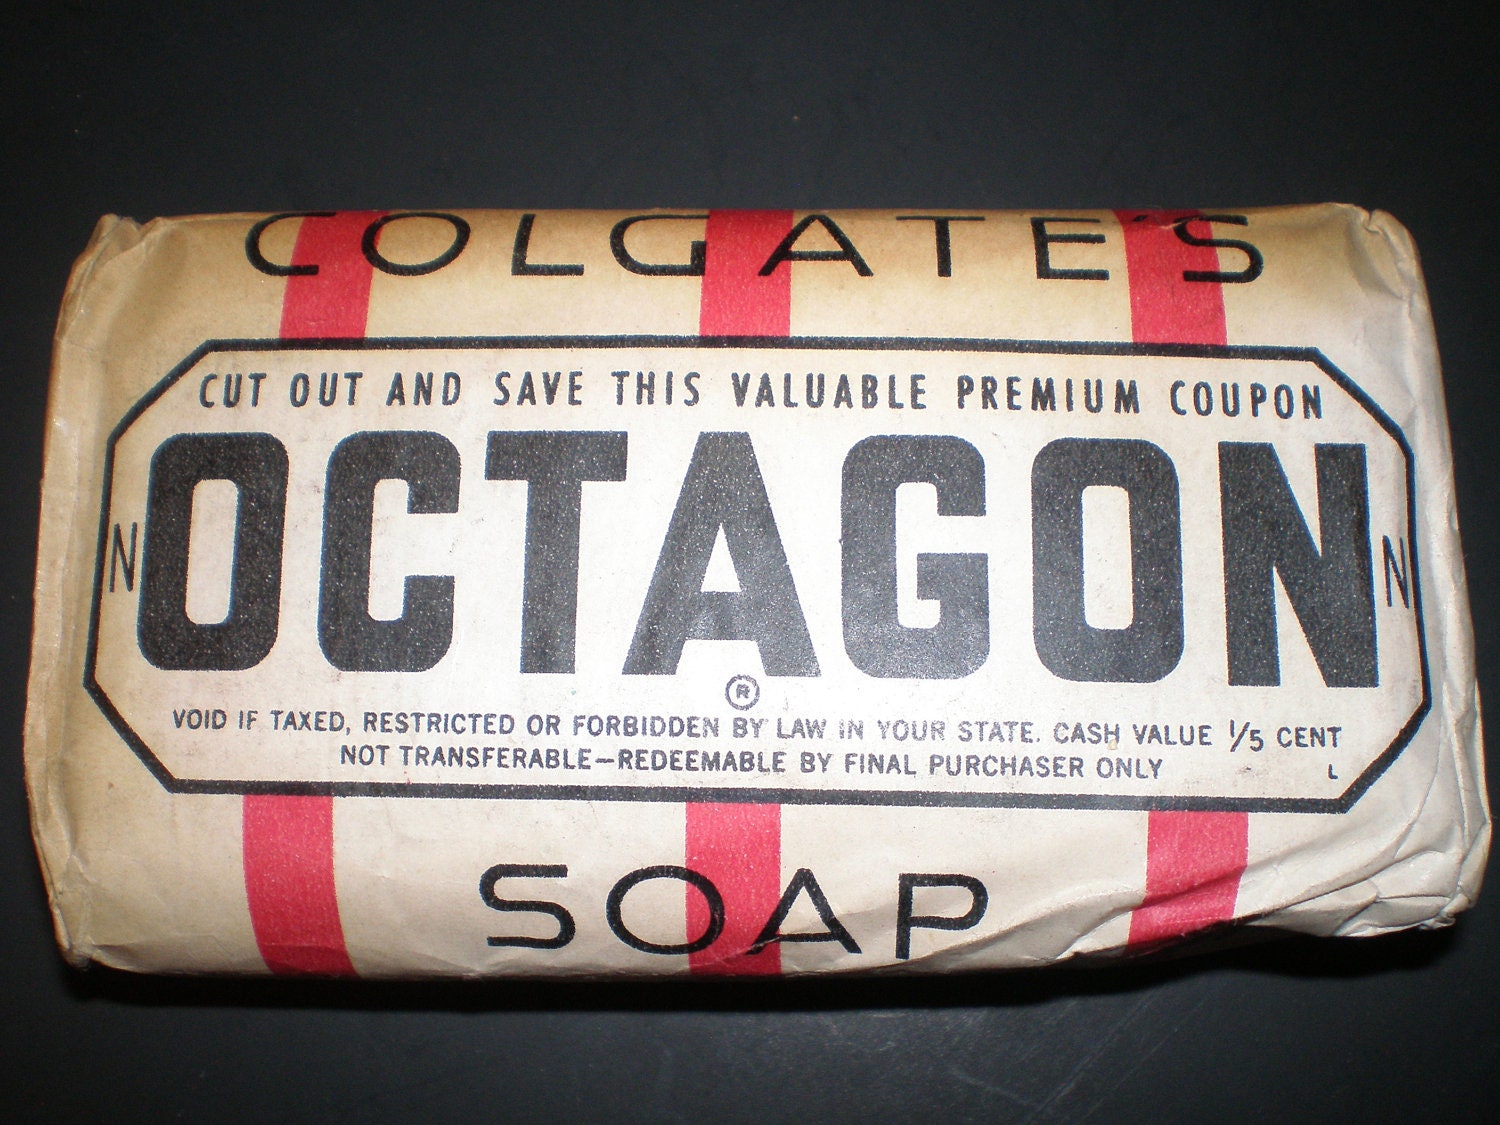 COLGATE'S
CUT OUT AND SAVE THIS VALUABLE PREMIUM COUPON
N OCTAGON N
®
VOID IF TAXED, RESTRICTED OR FORBIDDEN BY LAW IN YOUR STATE. CASH VALUE 1/5 CENT
NOT TRANSFERABLE—REDEEMABLE BY FINAL PURCHASER ONLY
L
SOAP